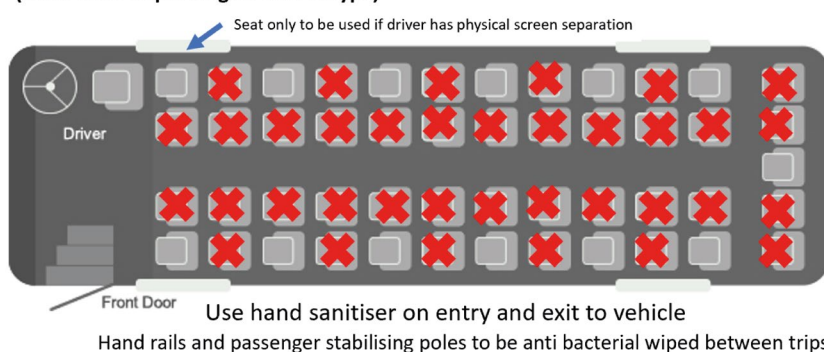 Seat only to be used if driver has physical screen separation
Driver
Front Door
Use hand sanitiser on entry and exit to vehicle
Hand rails and passenger stabilising poles to be anti bacterial wiped between trips